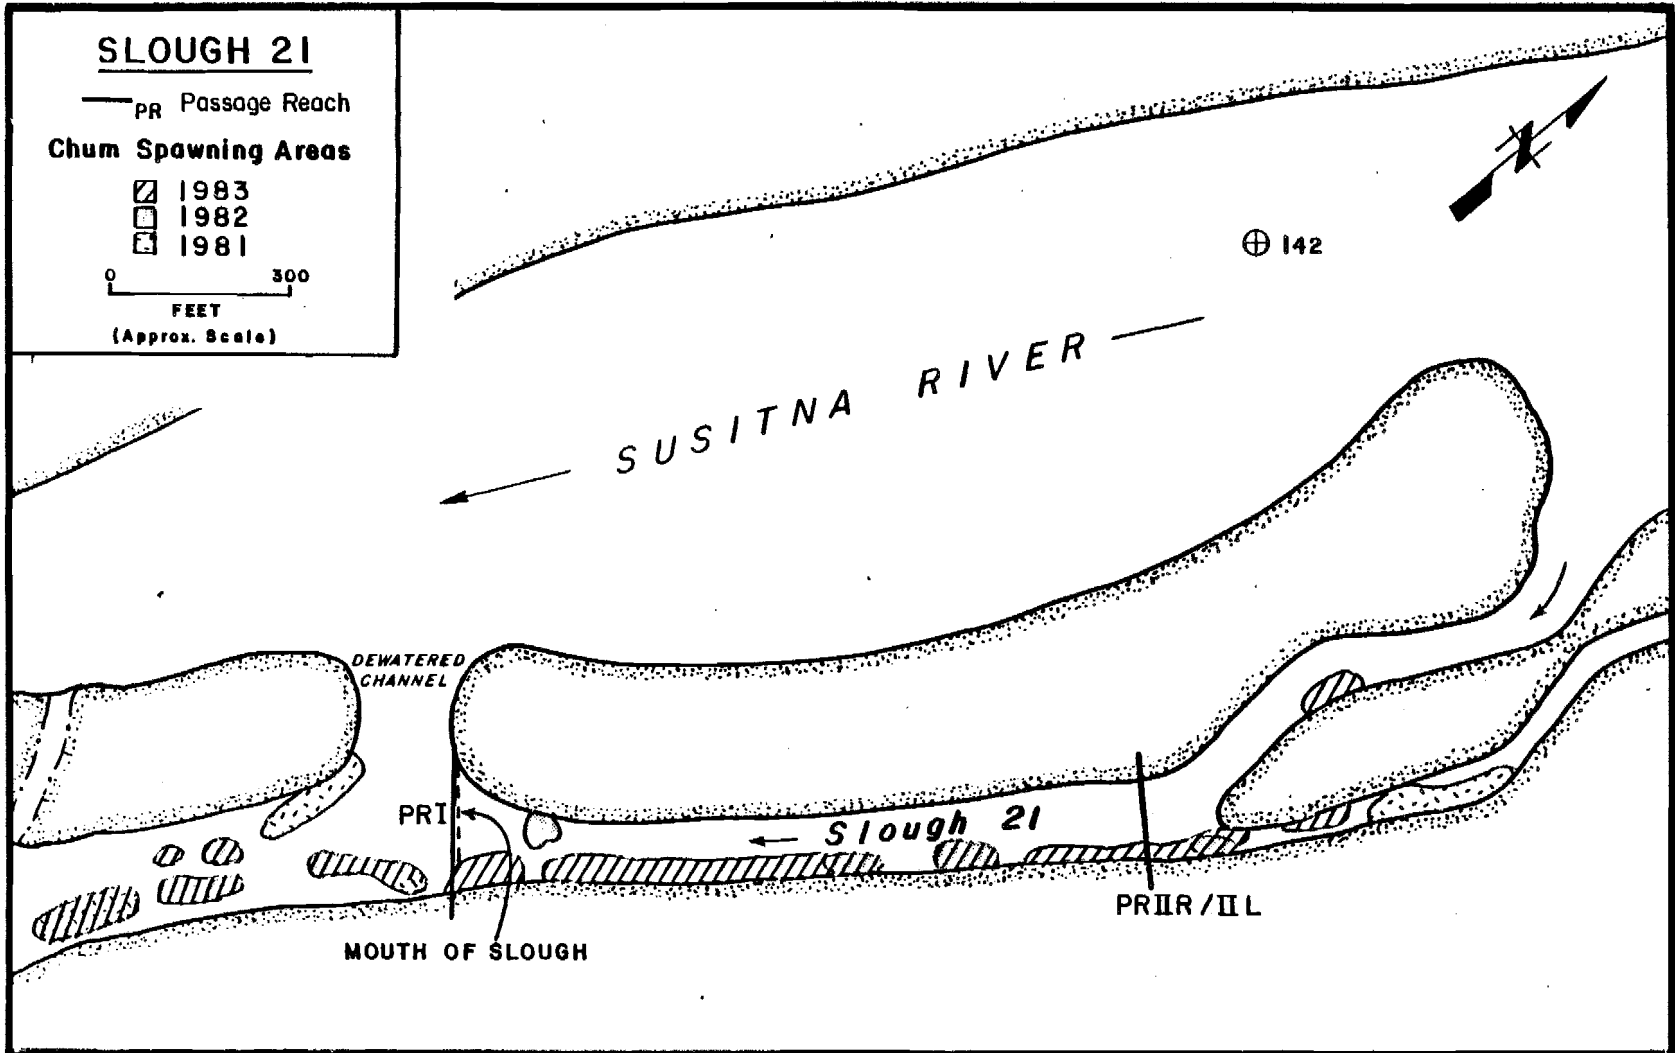 SLOUGH 21
PR Passage Reach
Chum Spawning Areas
1983
1982
1981
0 300
FEET
(Approx. Scale)
N
142
SUSITNA RIVER
DEWATERED
CHANNEL
PRI
Slough 21
PRIIR/IIL
MOUTH OF SLOUGH